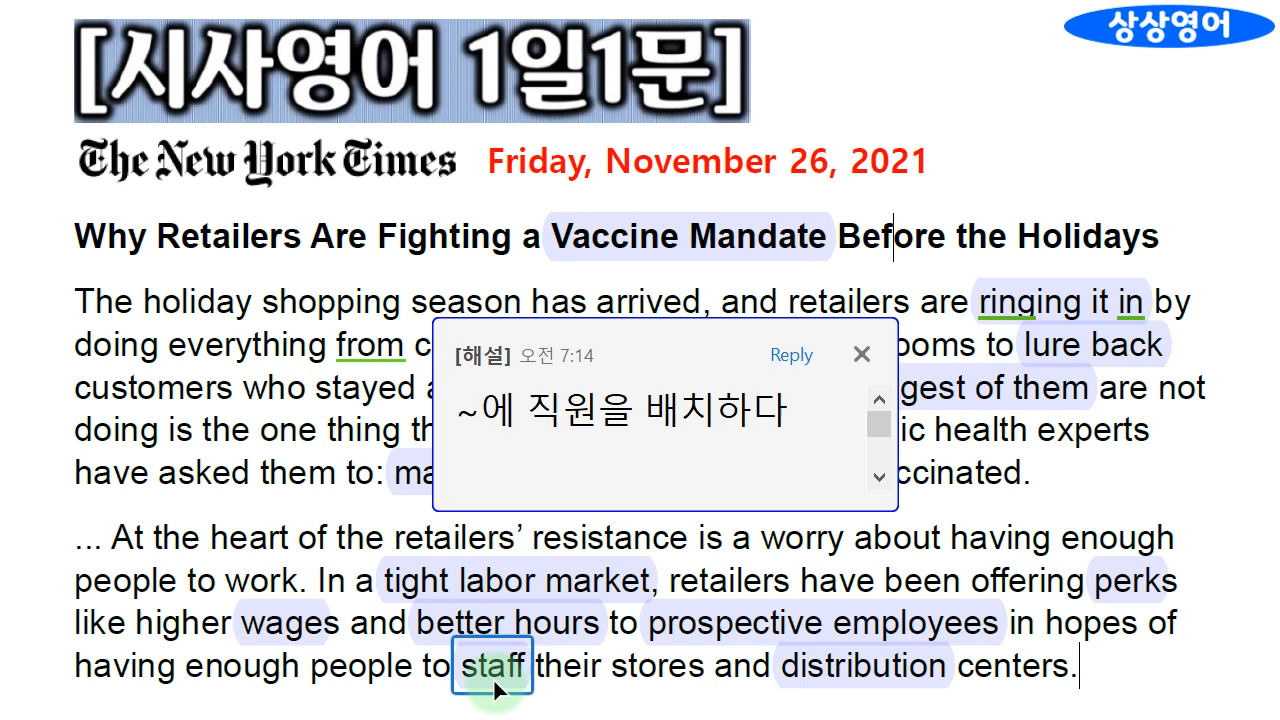 [시사영어 1일1문]
상상영어
The New York Times Friday, November 26, 2021
Why Retailers Are Fighting a Vaccine Mandate Before the Holidays
The holiday shopping season has arrived, and retailers are ringing it in by
doing everything from ooms to lure back
customers who stayed gest of them are not
doing is the one thing ic health experts
have asked them to: ccinated.
[해설] 오전 7:14 Reply
~에 직원을 배치하다
... At the heart of the retailers’ resistance is a worry about having enough
people to work. In a tight labor market, retailers have been offering perks
like higher wages and better hours to prospective employees in hopes of
having enough people to staff their stores and distribution centers.